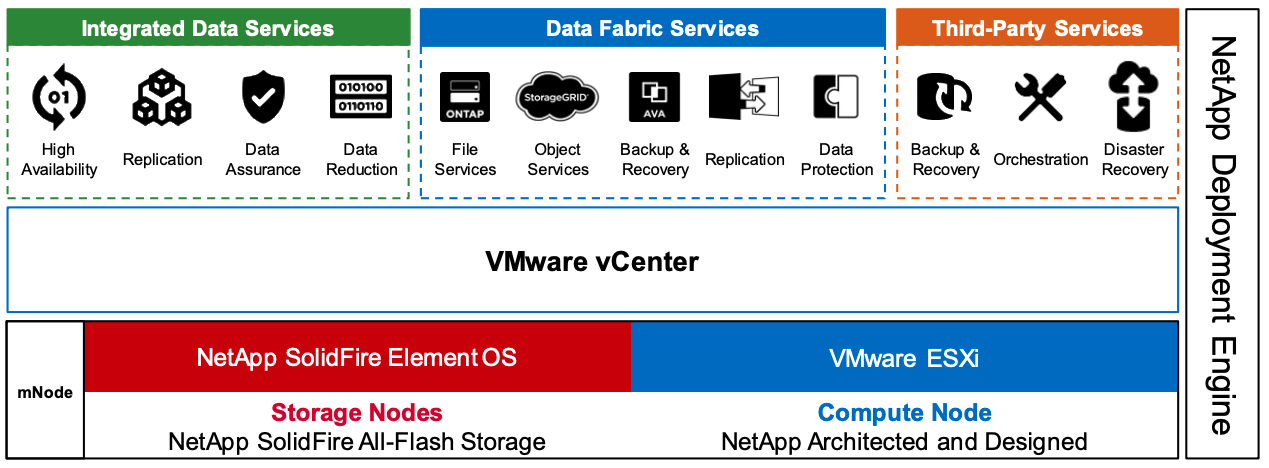 Integrated Data Services
01
High
Availability
Replication
Data
Assurance
010100
0110110
Data
Reduction
Data Fabric Services
ONTAP
File
Services
StorageGRID®
Object
Services
AVA
Backup &
Recovery
Replication
Data
Protection
Third-Party Services
Backup &
Recovery
Orchestration
Disaster
Recovery
NetApp Deployment Engine
VMware vCenter
mNode
NetApp SolidFire Element OS
Storage Nodes
NetApp SolidFire All-Flash Storage
VMware ESXi
Compute Node
NetApp Architected and Designed